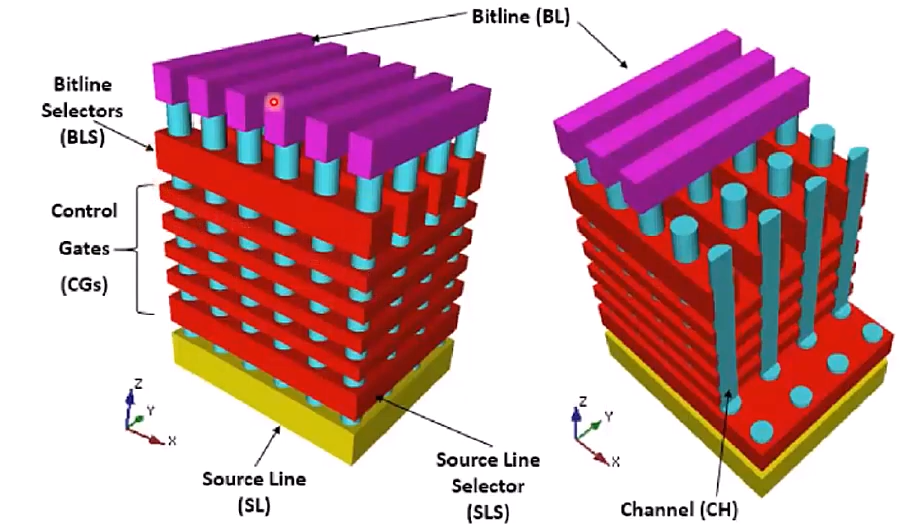 Bitline (BL)
Bitline
Selectors
(BLS)
Control
Gates
(CGs)
Z
Y
X
Source Line
(SL)
Source Line
Selector
(SLS)
Z
Y
X
Channel (CH)